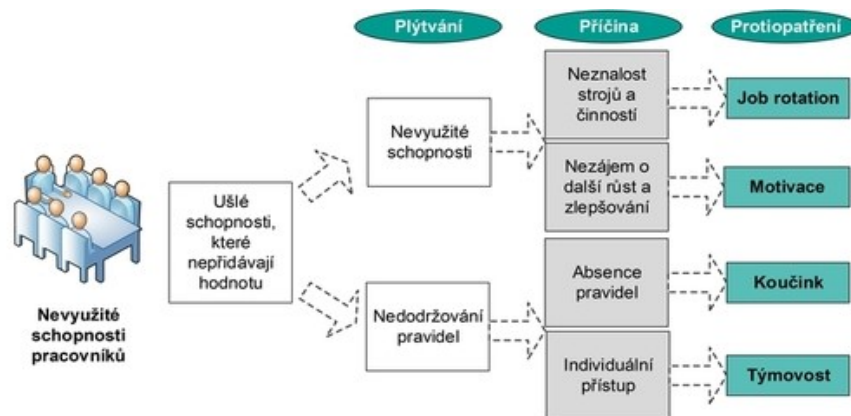 Plýtvání
Příčina
Protiopatření
Nevyužité
schopnosti
pracovníků
Ušlé
schopnosti,
které
nepřidávají
hodnotu
Nevyužité
schopnosti
Neznalost
strojů a
činností
Job rotation
Nezájem o
další růst a
zlepšování
Motivace
Nedodržování
pravidel
Absence
pravidel
Koučink
Individuální
přístup
Týmovost